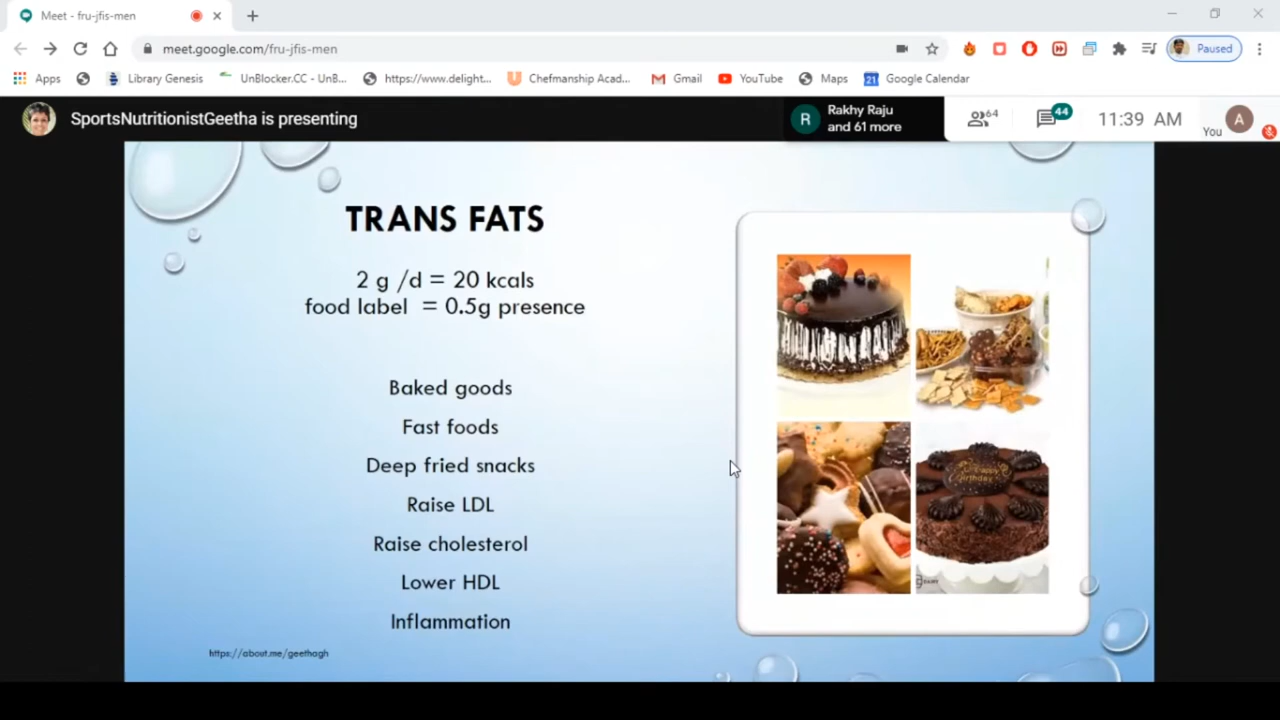 Meet - fru-jfis-men
meet.google.com/fru-jfis-men
Paused
Apps
Library Genesis
UnBlocker.CC - UnB...
https://www.delight...
Chefmanship Acad...
Gmail
YouTube
Maps
31
Google Calendar
SportsNutritionistGeetha is presenting
R
Rakhy Raju
and 61 more
64
44
11:39 AM
You
A
TRANS FATS
2 g /d = 20 kcals
food label = 0.5g presence
Baked goods
Fast foods
Deep fried snacks
Raise LDL
Raise cholesterol
Lower HDL
Inflammation
https://about.me/geethagh